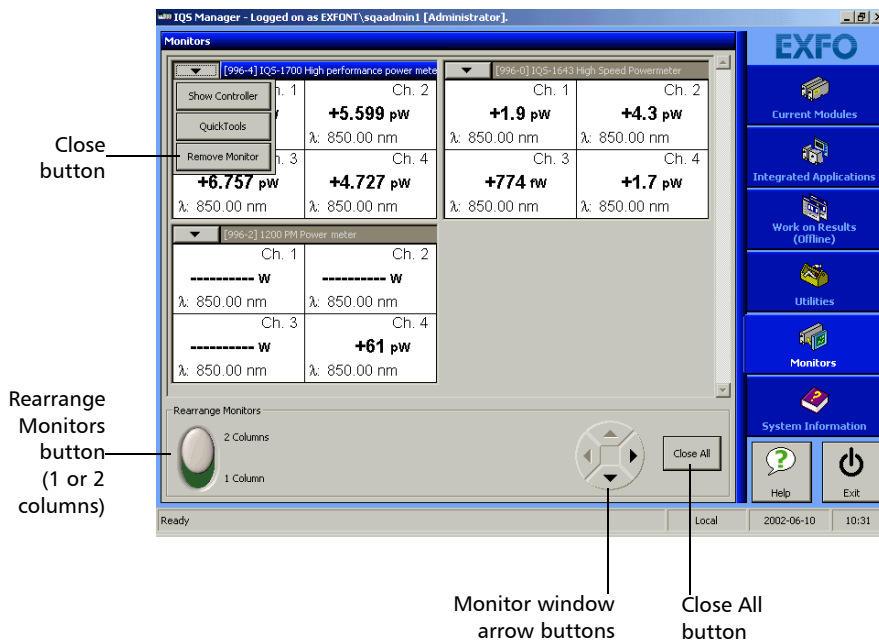 IQS Manager - Logged on as EXFONT\sqaadmin1 [Administrator].
Monitors
[996-4] IQS-1700 High performance power mete
Show Controller
QuickTools
Remove Monitor
h. 1
Ch. 2
+5.599 pW
λ: 850.00 nm
h. 3
+6.757 pW
λ: 850.00 nm
Ch. 4
+4.727 pW
λ: 850.00 nm
[996-0] IQS-1643 High Speed Powermeter
Ch. 1
+1.9 pW
Ch. 2
+4.3 pW
Ch. 3
+774 fW
λ: 850.00 nm
Ch. 4
+1.7 pW
λ: 850.00 nm
[996-2] 1200 PM Power meter
Ch. 1
---------- W
λ: 850.00 nm
Ch. 2
---------- W
λ: 850.00 nm
Ch. 3
---------- W
λ: 850.00 nm
Ch. 4
+61 pW
λ: 850.00 nm
Rearrange Monitors
2 Columns
1 Column
Close All
EXFO
Current Modules
Integrated Applications
Work on Results
(Offline)
Utilities
Monitors
System Information
Help
Exit
Ready
Local
2002-06-10
10:31
Close
button
Rearrange
Monitors
button
(1 or 2
columns)
Monitor window
arrow buttons
Close All
button